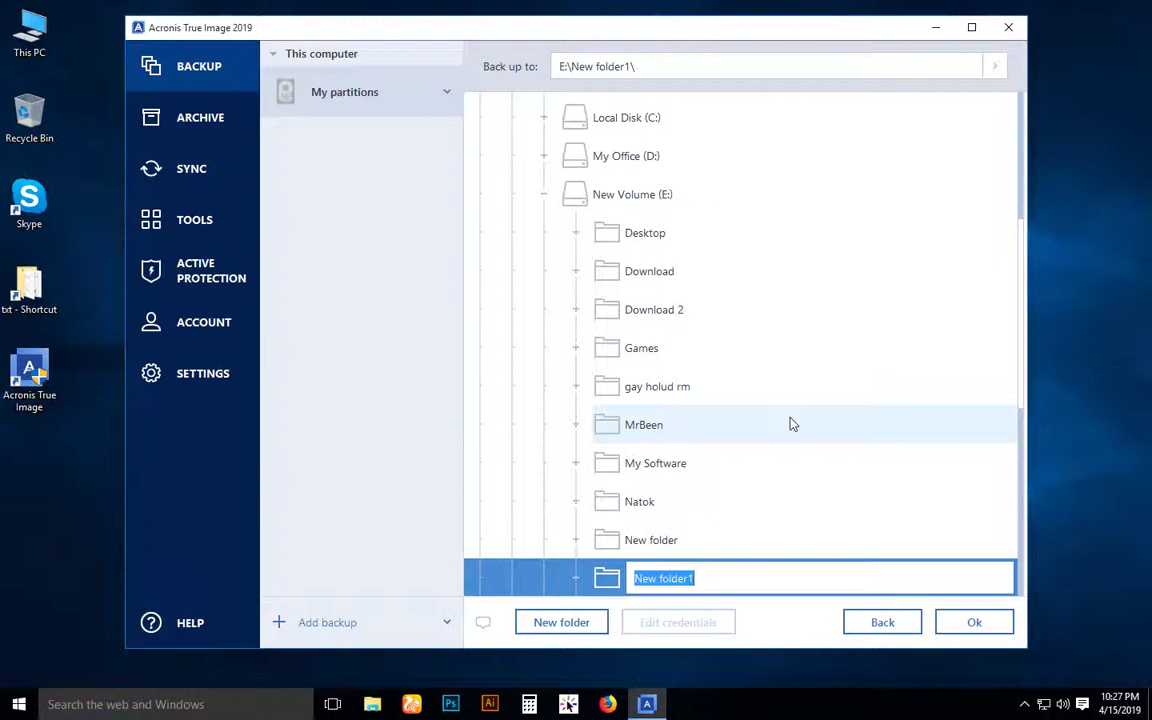 This PC
Recycle Bin
Skype
txt - Shortcut
Acronis True
Image
Acronis True Image 2019
BACKUP
ARCHIVE
SYNC
TOOLS
ACTIVE
PROTECTION
ACCOUNT
SETTINGS
HELP
This computer
My partitions
Add backup
Back up to:
E:\New folder1\
Local Disk (C:)
My Office (D:)
New Volume (E:)
Desktop
Download
Download 2
Games
gay holud rm
MrBeen
My Software
Natok
New folder
New folder1
New folder
Edit credentials
Back
Ok
Search the web and Windows
10:27 PM
4/15/2019